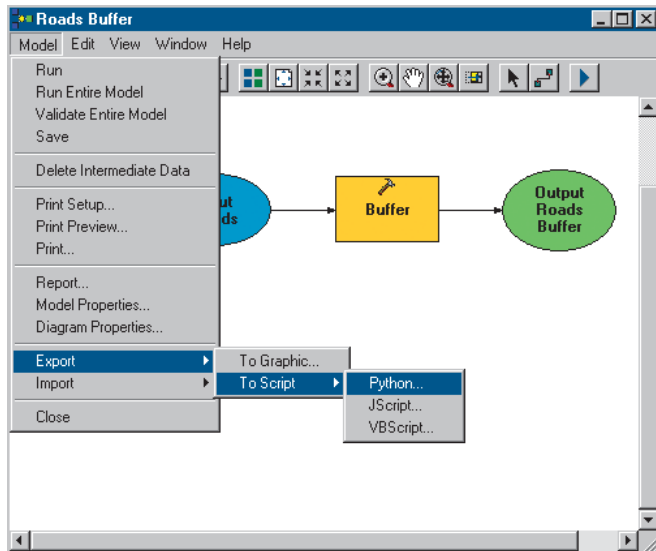 Roads Buffer
Model Edit View Window Help
Run
Run Entire Model
Validate Entire Model
Save
Delete Intermediate Data
Print Setup...
Print Preview...
Print...
Report...
Model Properties...
Diagram Properties...
Export
Import
Close
To Graphic...
To Script
Python...
JScript...
VBScript...
Buffer
Output
Roads
Buffer